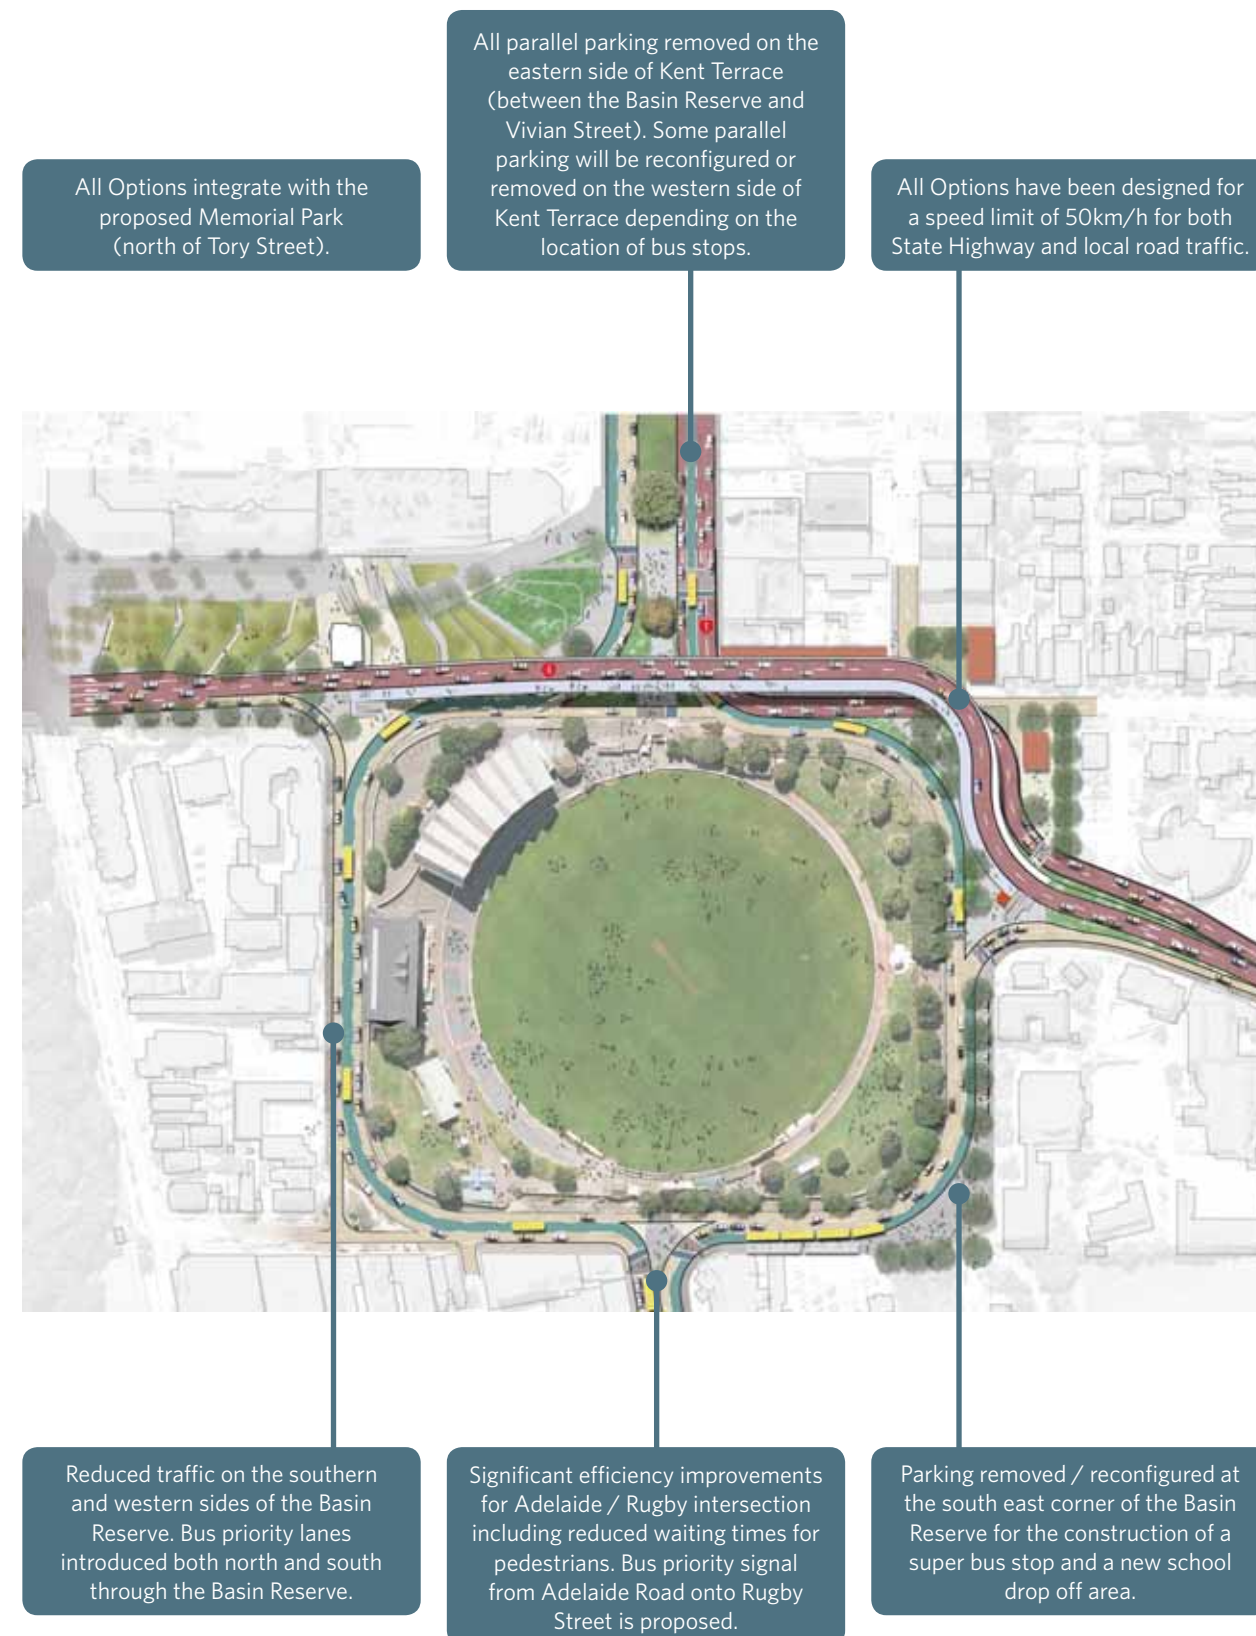 All parallel parking removed on the
eastern side of Kent Terrace
(between the Basin Reserve and
Vivian Street). Some parallel
parking will be reconfigured or
removed on the western side of
Kent Terrace depending on the
location of bus stops.
All Options integrate with the
proposed Memorial Park
(north of Tory Street).
All Options have been designed for
a speed limit of 50km/h for both
State Highway and local road traffic.
Reduced traffic on the southern
and western sides of the Basin
Reserve. Bus priority lanes
introduced both north and south
through the Basin Reserve.
Significant efficiency improvements
for Adelaide / Rugby intersection
including reduced waiting times for
pedestrians. Bus priority signal
from Adelaide Road onto Rugby
Street is proposed.
Parking removed / reconfigured at
the south east corner of the Basin
Reserve for the construction of a
super bus stop and a new school
drop off area.